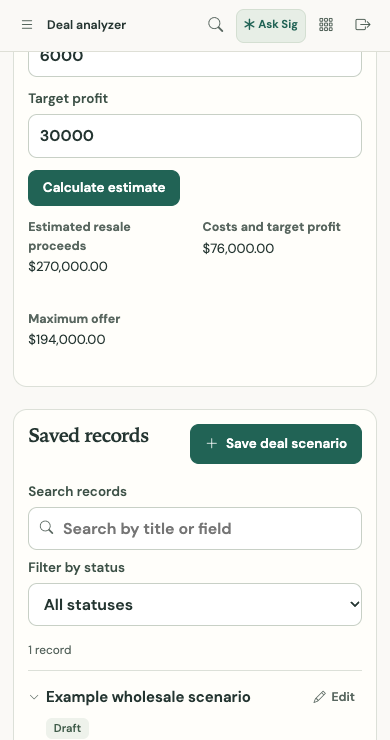 Deal analyzer
Ask Sig
6000
Target profit
30000
Calculate estimate
Estimated resale
proceeds
$270,000.00
Costs and target profit
$76,000.00
Maximum offer
$194,000.00
Saved records
Save deal scenario
Search records
Search by title or field
Filter by status
All statuses
1 record
Example wholesale scenario
Edit
Draft